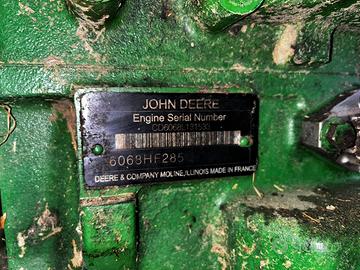 JOHN DEERE
Engine Serial Number
6068HF285
DEERE & COMPANY MOLINE, ILLINOIS MADE IN FRANCE